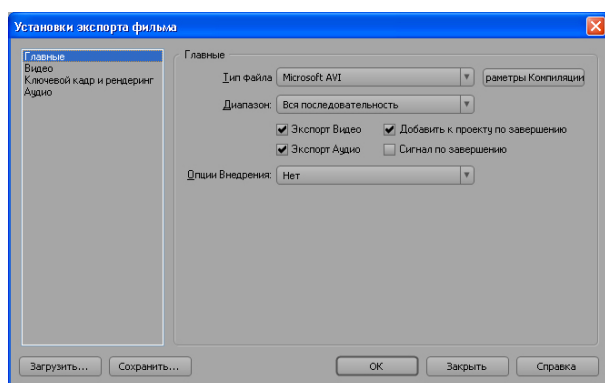 Установки экспорта фильма
Главные
Видео
Ключевой кадр и рендеринг
Аудио
Главные
Тип файла Microsoft AVI раметры Компиляции
Диапазон: Вся последовательность
Экспорт Видео Добавить к проекту по завершению
Экспорт Аудио Сигнал по завершению
Опции Внедрения: Нет
Загрузить... Сохранить... OK Закрыть Справка